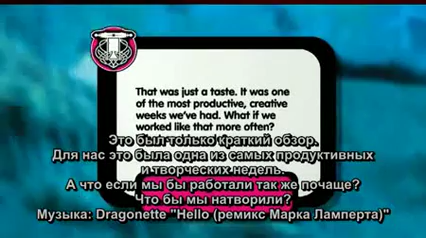 That was just a taste. It was one
of the most productive, creative
weeks we've had. What if we
worked like that more often?
Это был только краткий обзор.
Для нас это была одна из самых продуктивных
и творческих недель.
А что если мы бы работали так же почаще?
Что бы мы натворили?
Музыка: Dragonette "Hello (ремикс Марка Ламперта)"